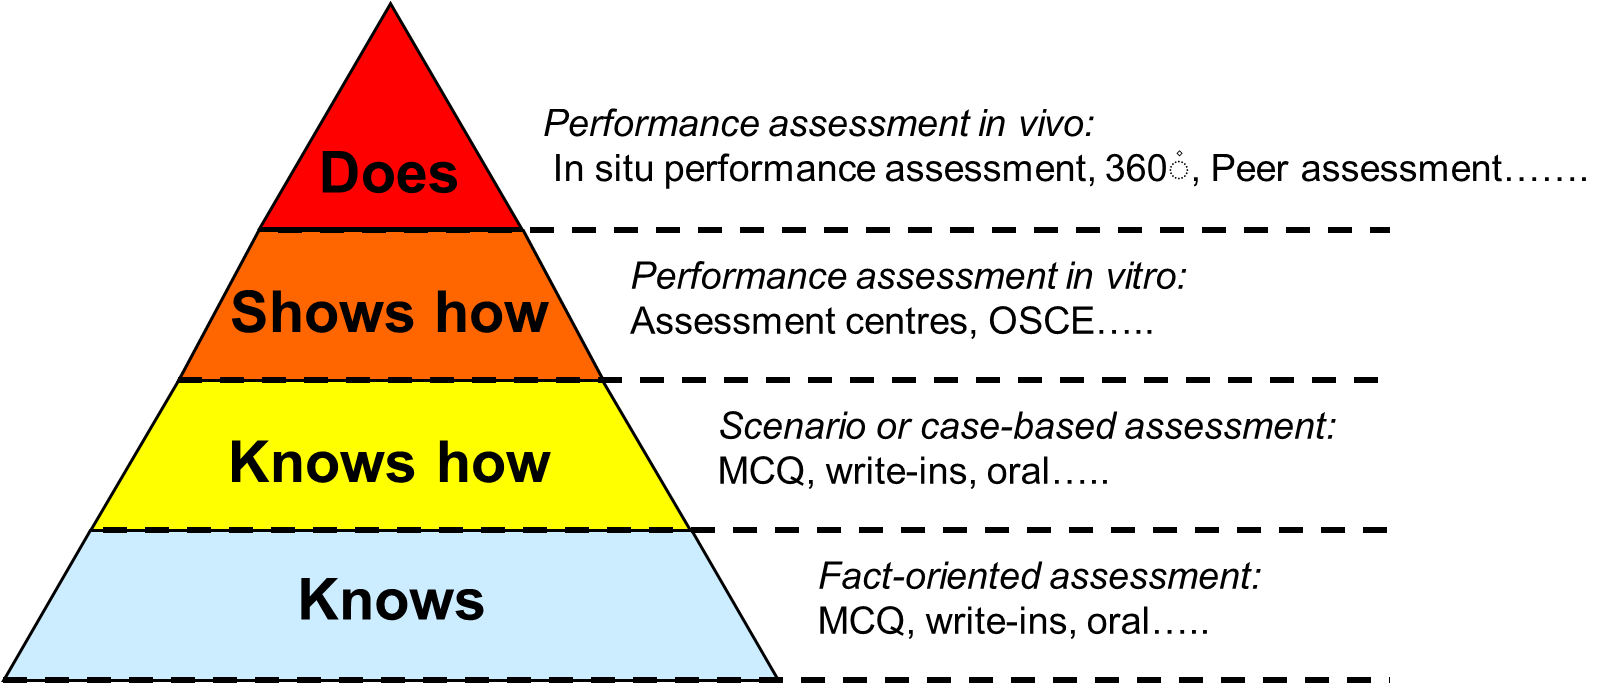 Performance assessment in vivo:
In situ performance assessment, 360°, Peer assessment…….
Does
Performance assessment in vitro:
Assessment centres, OSCE…..
Shows how
Scenario or case-based assessment:
MCQ, write-ins, oral…..
Knows how
Fact-oriented assessment:
MCQ, write-ins, oral…..
Knows